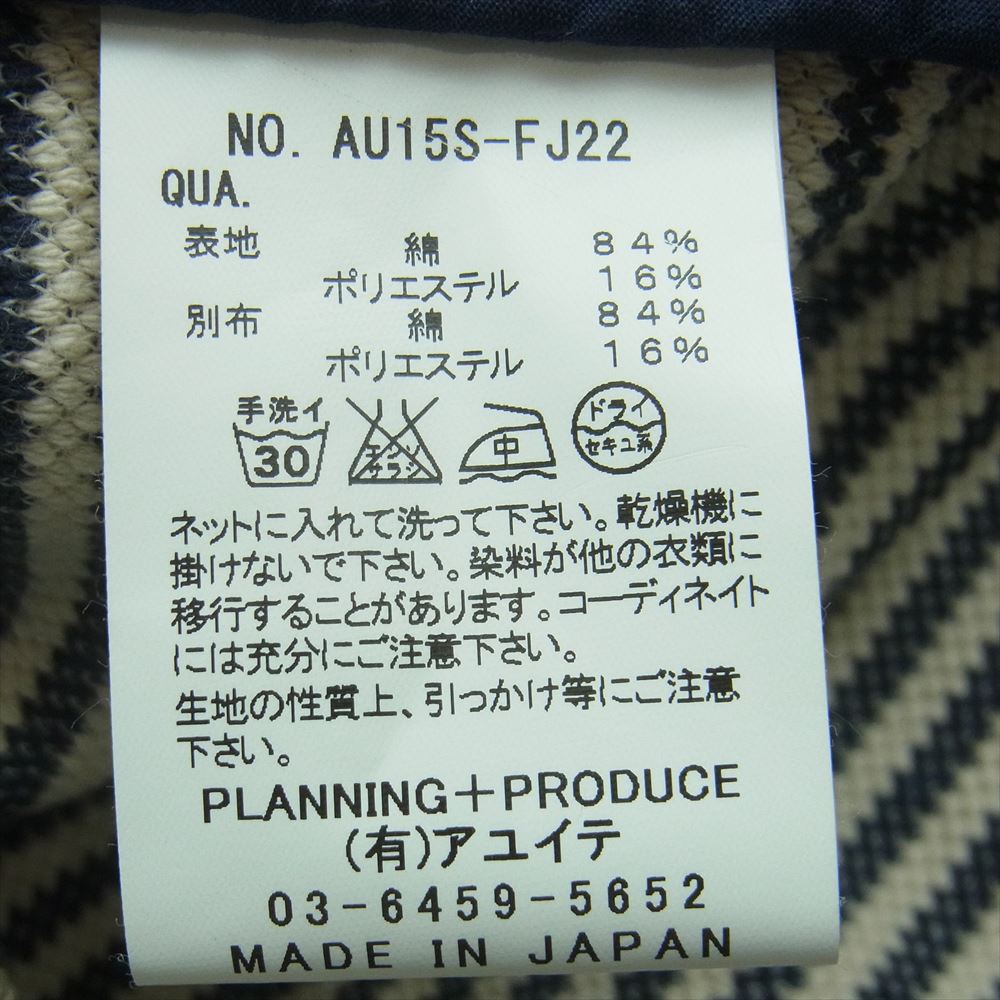 NO. AU15S-FJ22
QUA.
表地 綿 84%
ポリエステル 16%
別布 綿 84%
ポリエステル 16%
手洗イ
30
エンソ
サラシ
中
ドライ
セキユ系
ネットに入れて洗って下さい。乾燥機に
掛けないで下さい。染料が他の衣類に
移行することがあります。コーディネイト
には充分にご注意下さい。
生地の性質上、引っかけ等にご注意
下さい。
PLANNING+PRODUCE
(有)アユイテ
03-6459-5652
MADE IN JAPAN